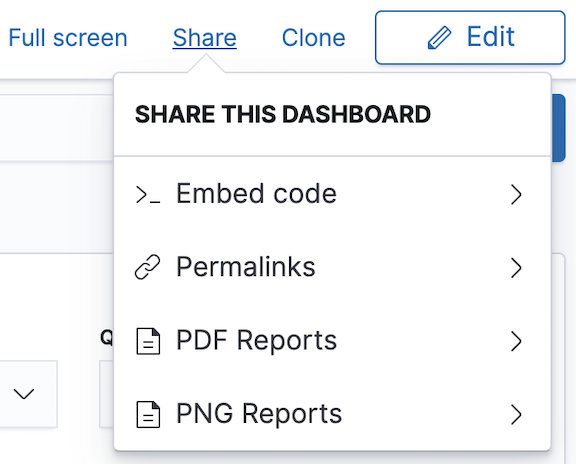 Full screen Share Clone Edit
SHARE THIS DASHBOARD
Embed code
Permalinks
Q
PDF Reports
PNG Reports